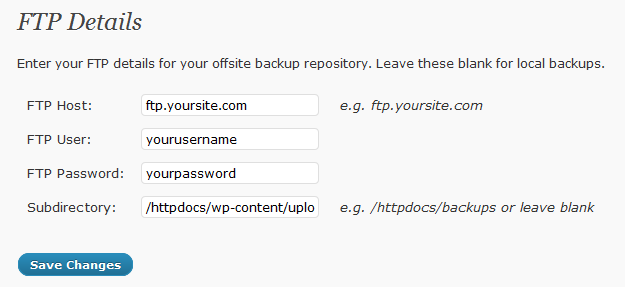 FTP Details
Enter your FTP details for your offsite backup repository. Leave these blank for local backups.
FTP Host: ftp.yoursite.com e.g. ftp.yoursite.com
FTP User: yourusername
FTP Password: yourpassword
Subdirectory: /httpdocs/wp-content/uplo e.g. /httpdocs/backups or leave blank
Save Changes